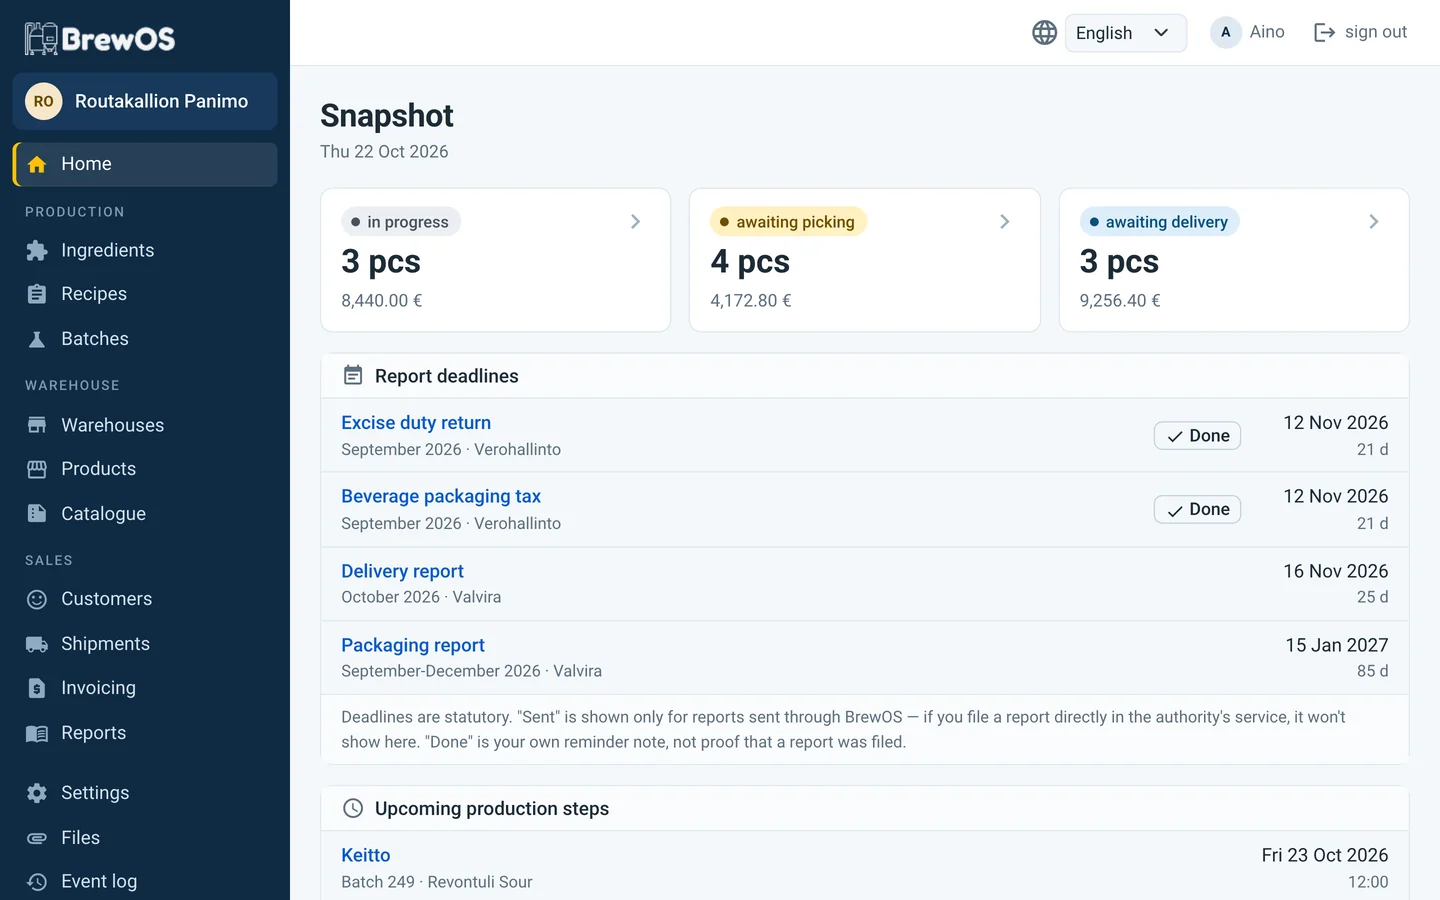 BrewOS
English
A
Aino
sign out
RO
Routakallion Panimo
Home
PRODUCTION
Ingredients
Recipes
Batches
WAREHOUSE
Warehouses
Products
Catalogue
SALES
Customers
Shipments
Invoicing
Reports
Settings
Files
Event log
Snapshot
Thu 22 Oct 2026
in progress
3 pcs
8,440.00 €
awaiting picking
4 pcs
4,172.80 €
awaiting delivery
3 pcs
9,256.40 €
Report deadlines
Excise duty return
September 2026 · Verohallinto
Done
12 Nov 2026
21 d
Beverage packaging tax
September 2026 · Verohallinto
Done
12 Nov 2026
21 d
Delivery report
October 2026 · Valvira
16 Nov 2026
25 d
Packaging report
September-December 2026 · Valvira
15 Jan 2027
85 d
Deadlines are statutory. "Sent" is shown only for reports sent through BrewOS — if you file a report directly in the authority's service, it won't
show here. "Done" is your own reminder note, not proof that a report was filed.
Upcoming production steps
Keitto
Batch 249 · Revontuli Sour
Fri 23 Oct 2026
12:00